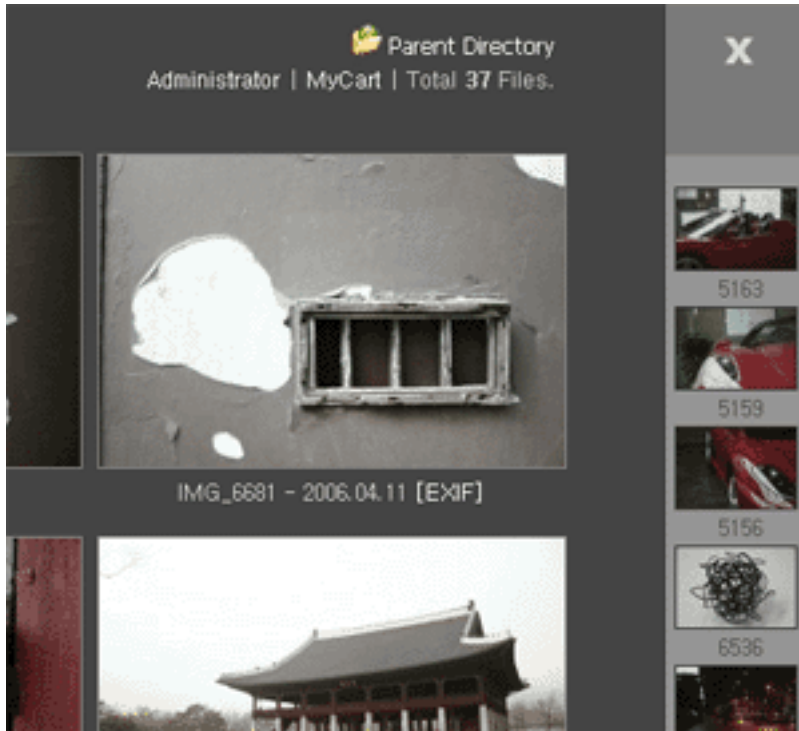 Parent Directory
Administrator | MyCart | Total 37 Files.
X
IMG_6681 - 2006.04.11 [EXIF]
5163
5159
5156
6536